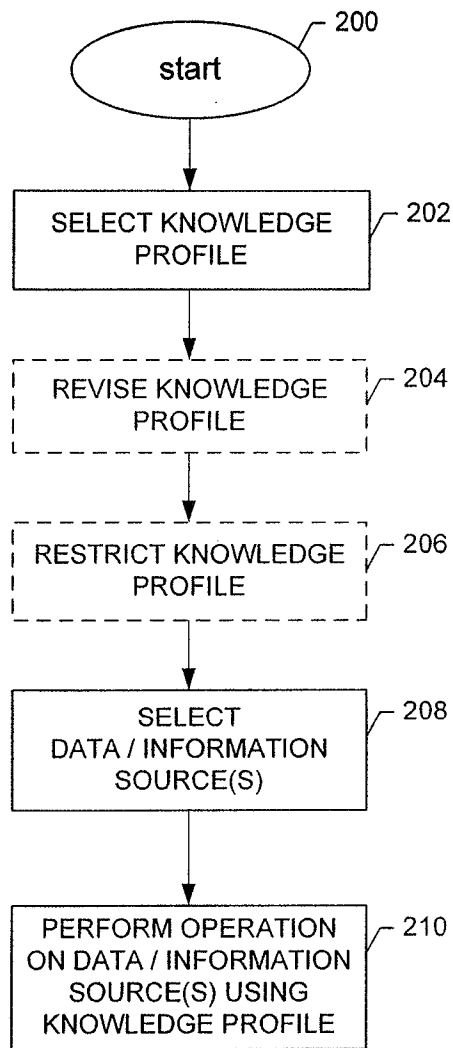 200
start
202
SELECT KNOWLEDGE
PROFILE
204
REVISE KNOWLEDGE
PROFILE
206
RESTRICT KNOWLEDGE
PROFILE
208
SELECT
DATA / INFORMATION
SOURCE(S)
210
PERFORM OPERATION
ON DATA / INFORMATION
SOURCE(S) USING
KNOWLEDGE PROFILE